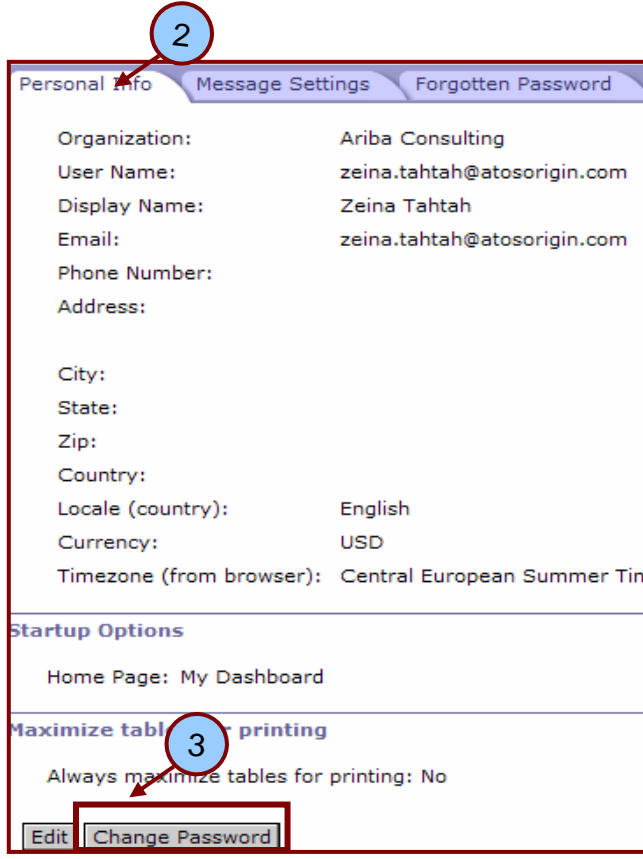 2
Personal Info Message Settings Forgotten Password
Organization: Ariba Consulting
User Name: zeina.tahtah@atosorigin.com
Display Name: Zeina Tahtah
Email: zeina.tahtah@atosorigin.com
Phone Number:
Address:
City:
State:
Zip:
Country:
Locale (country): English
Currency: USD
Timezone (from browser): Central European Summer Tim
Startup Options
Home Page: My Dashboard
Maximize tabl r printing
3
Always maximize tables for printing: No
Edit Change Password